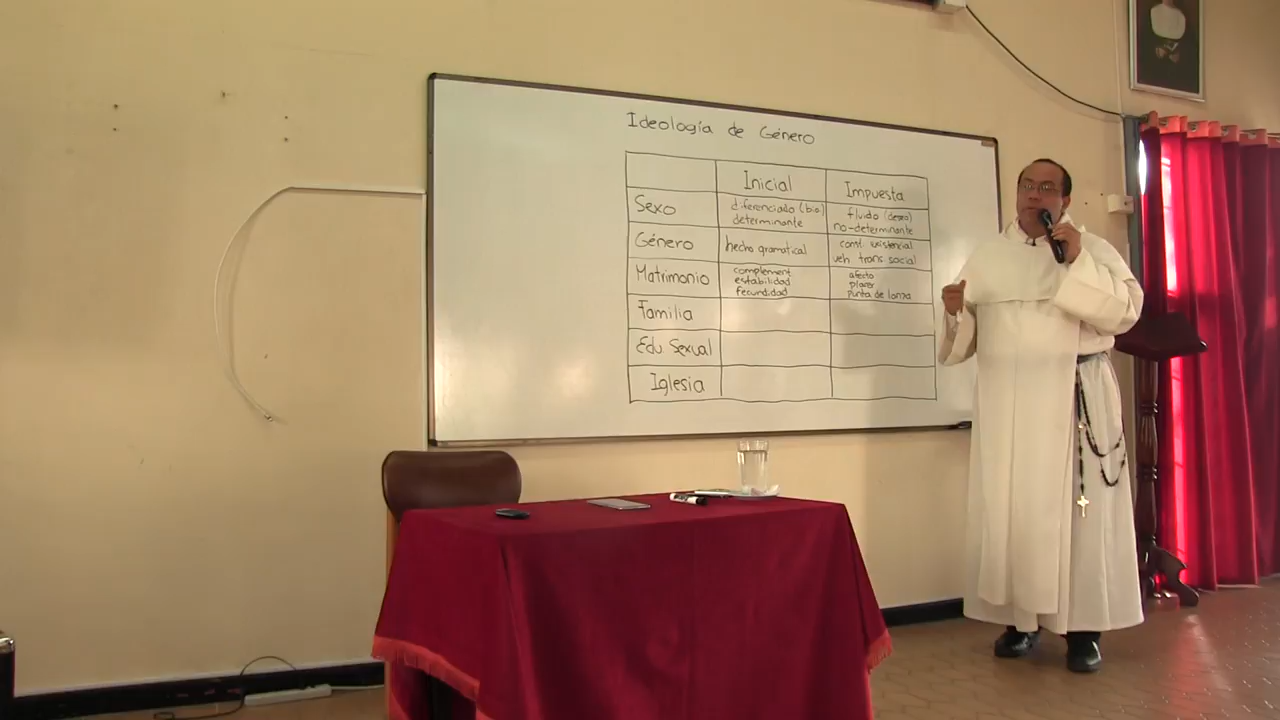 Ideología de Género
Inicial Impuesta
Sexo diferenciado (bio) fluido (deseo)
determinante no-determinante
Género hecho gramatical const. existencial
veh trans. social
Matrimonio complement afecto
estabilidad placer
fecundidad punta de lanza
Familia
Edu. Sexual
Iglesia